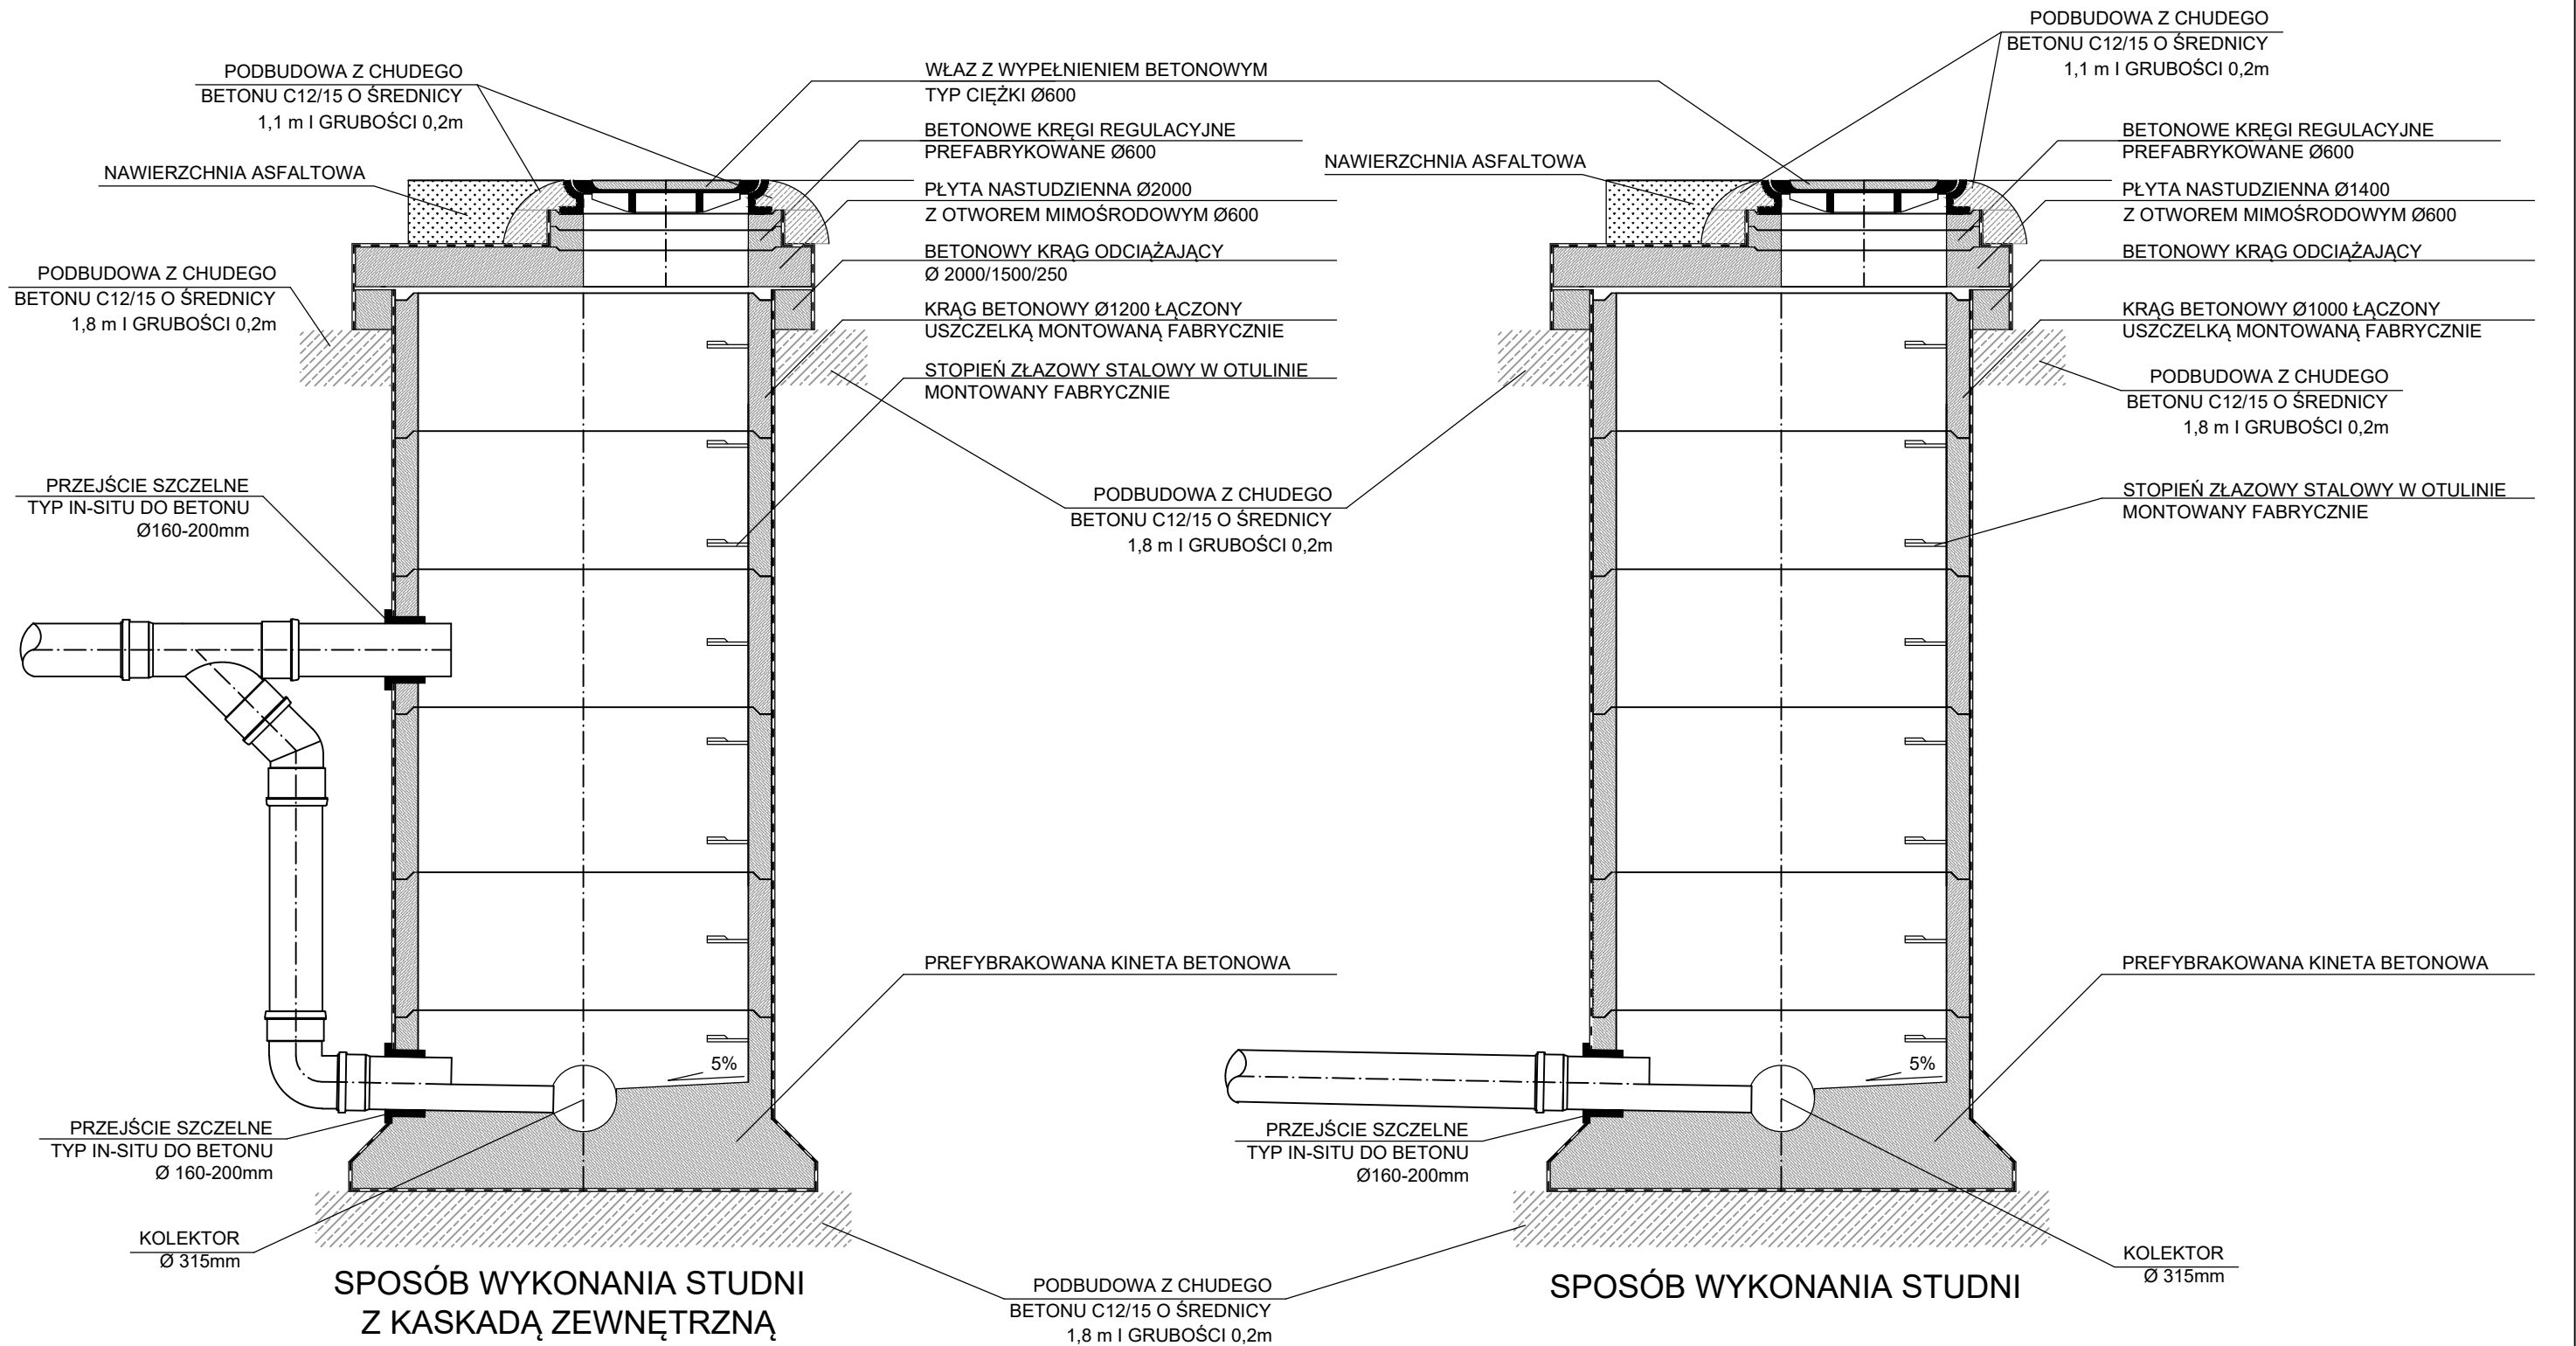 PODBUDOWA Z CHUDEGO
BETONU C12/15 O ŚREDNICY
1,1 m I GRUBOŚCI 0,2m
NAWIERZCHNIA ASFALTOWA
PODBUDOWA Z CHUDEGO
BETONU C12/15 O ŚREDNICY
1,8 m I GRUBOŚCI 0,2m
PRZEJŚCIE SZCZELNE
TYP IN-SITU DO BETONU
Ø160-200mm
PRZEJŚCIE SZCZELNE
TYP IN-SITU DO BETONU
Ø 160-200mm
KOLEKTOR
Ø 315mm
5%
SPOSÓB WYKONANIA STUDNI
Z KASKADĄ ZEWNĘTRZNĄ
WŁAZ Z WYPEŁNIENIEM BETONOWYM
TYP CIĘŻKI Ø600
BETONOWE KRĘGI REGULACYJNE
PREFABRYKOWANE Ø600
PŁYTA NASTUDZIENNA Ø2000
Z OTWOREM MIMOŚRODOWYM Ø600
BETONOWY KRĄG ODCIĄŻAJĄCY
Ø 2000/1500/250
KRĄG BETONOWY Ø1200 ŁĄCZONY
USZCZELKĄ MONTOWANĄ FABRYCZNIE
STOPIEŃ ZŁAZOWY STALOWY W OTULINIE
MONTOWANY FABRYCZNIE
PODBUDOWA Z CHUDEGO
BETONU C12/15 O ŚREDNICY
1,8 m I GRUBOŚCI 0,2m
PREFYBRAKOWANA KINETA BETONOWA
PODBUDOWA Z CHUDEGO
BETONU C12/15 O ŚREDNICY
1,8 m I GRUBOŚCI 0,2m
NAWIERZCHNIA ASFALTOWA
PRZEJŚCIE SZCZELNE
TYP IN-SITU DO BETONU
Ø160-200mm
5%
SPOSÓB WYKONANIA STUDNI
PODBUDOWA Z CHUDEGO
BETONU C12/15 O ŚREDNICY
1,1 m I GRUBOŚCI 0,2m
BETONOWE KRĘGI REGULACYJNE
PREFABRYKOWANE Ø600
PŁYTA NASTUDZIENNA Ø1400
Z OTWOREM MIMOŚRODOWYM Ø600
BETONOWY KRĄG ODCIĄŻAJĄCY
KRĄG BETONOWY Ø1000 ŁĄCZONY
USZCZELKĄ MONTOWANĄ FABRYCZNIE
PODBUDOWA Z CHUDEGO
BETONU C12/15 O ŚREDNICY
1,8 m I GRUBOŚCI 0,2m
STOPIEŃ ZŁAZOWY STALOWY W OTULINIE
MONTOWANY FABRYCZNIE
PREFYBRAKOWANA KINETA BETONOWA
KOLEKTOR
Ø 315mm